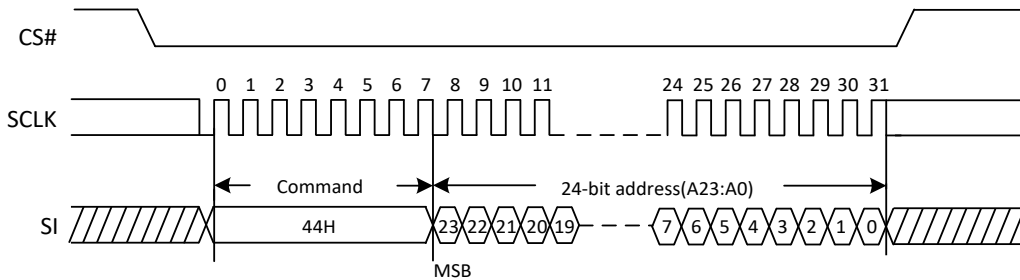 CS#
0 1 2 3 4 5 6 7 8 9 10 11 24 25 26 27 28 29 30 31
SCLK
Command 24-bit address(A23:A0)
SI 44H 23 22 21 20 19 7 6 5 4 3 2 1 0
MSB